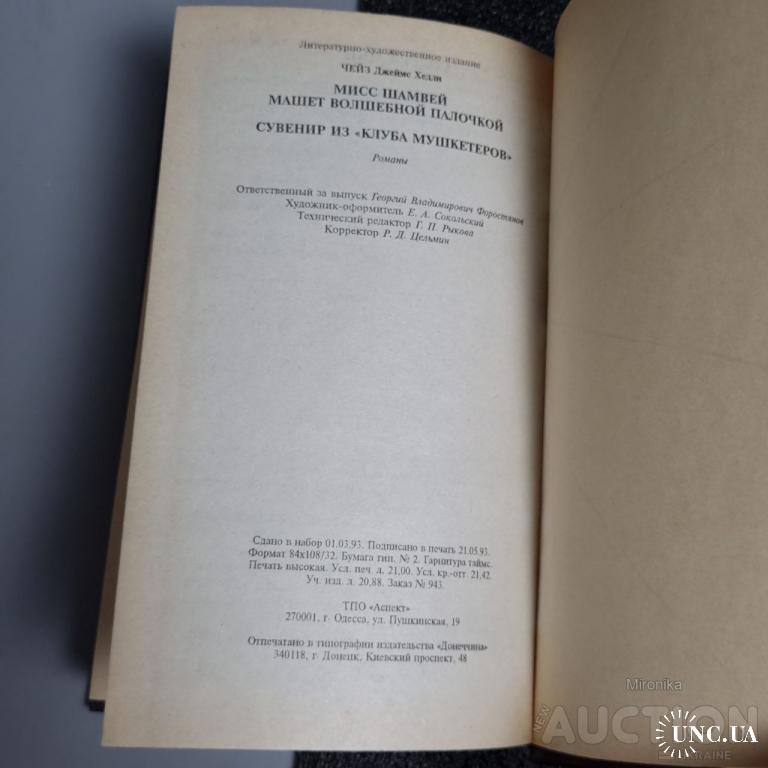 Литературно-художественное издание
ЧЕЙЗ Джеймс Хедли
МИСС ШАМВЕЙ
МАШЕТ ВОЛШЕБНОЙ ПАЛОЧКОЙ
СУВЕНИР ИЗ «КЛУБА МУШКЕТЕРОВ»
Романы
Ответственный за выпуск Георгий Владимирович Форостянов
Художник-оформитель Е. А. Сокольский
Технический редактор Г. П. Рыкова
Корректор Р. Д. Цельмин
Сдано в набор 01.03.93. Подписано в печать 21.05.93.
Формат 84х108/32. Бумага тип. № 2. Гарнитура таймс.
Печать высокая. Усл. печ. л. 21,00. Усл. кр.-отт. 21,42.
Уч. изд. л. 20,88. Заказ № 943.
ТПО «Аспект»
270001, г. Одесса, ул. Пушкинская, 19
Отпечатано в типографии издательства «Донеччина»
340118, г. Донецк, Киевский проспект, 48
Mironika
NEW AUCTION
UNC.UA
UKRAINE